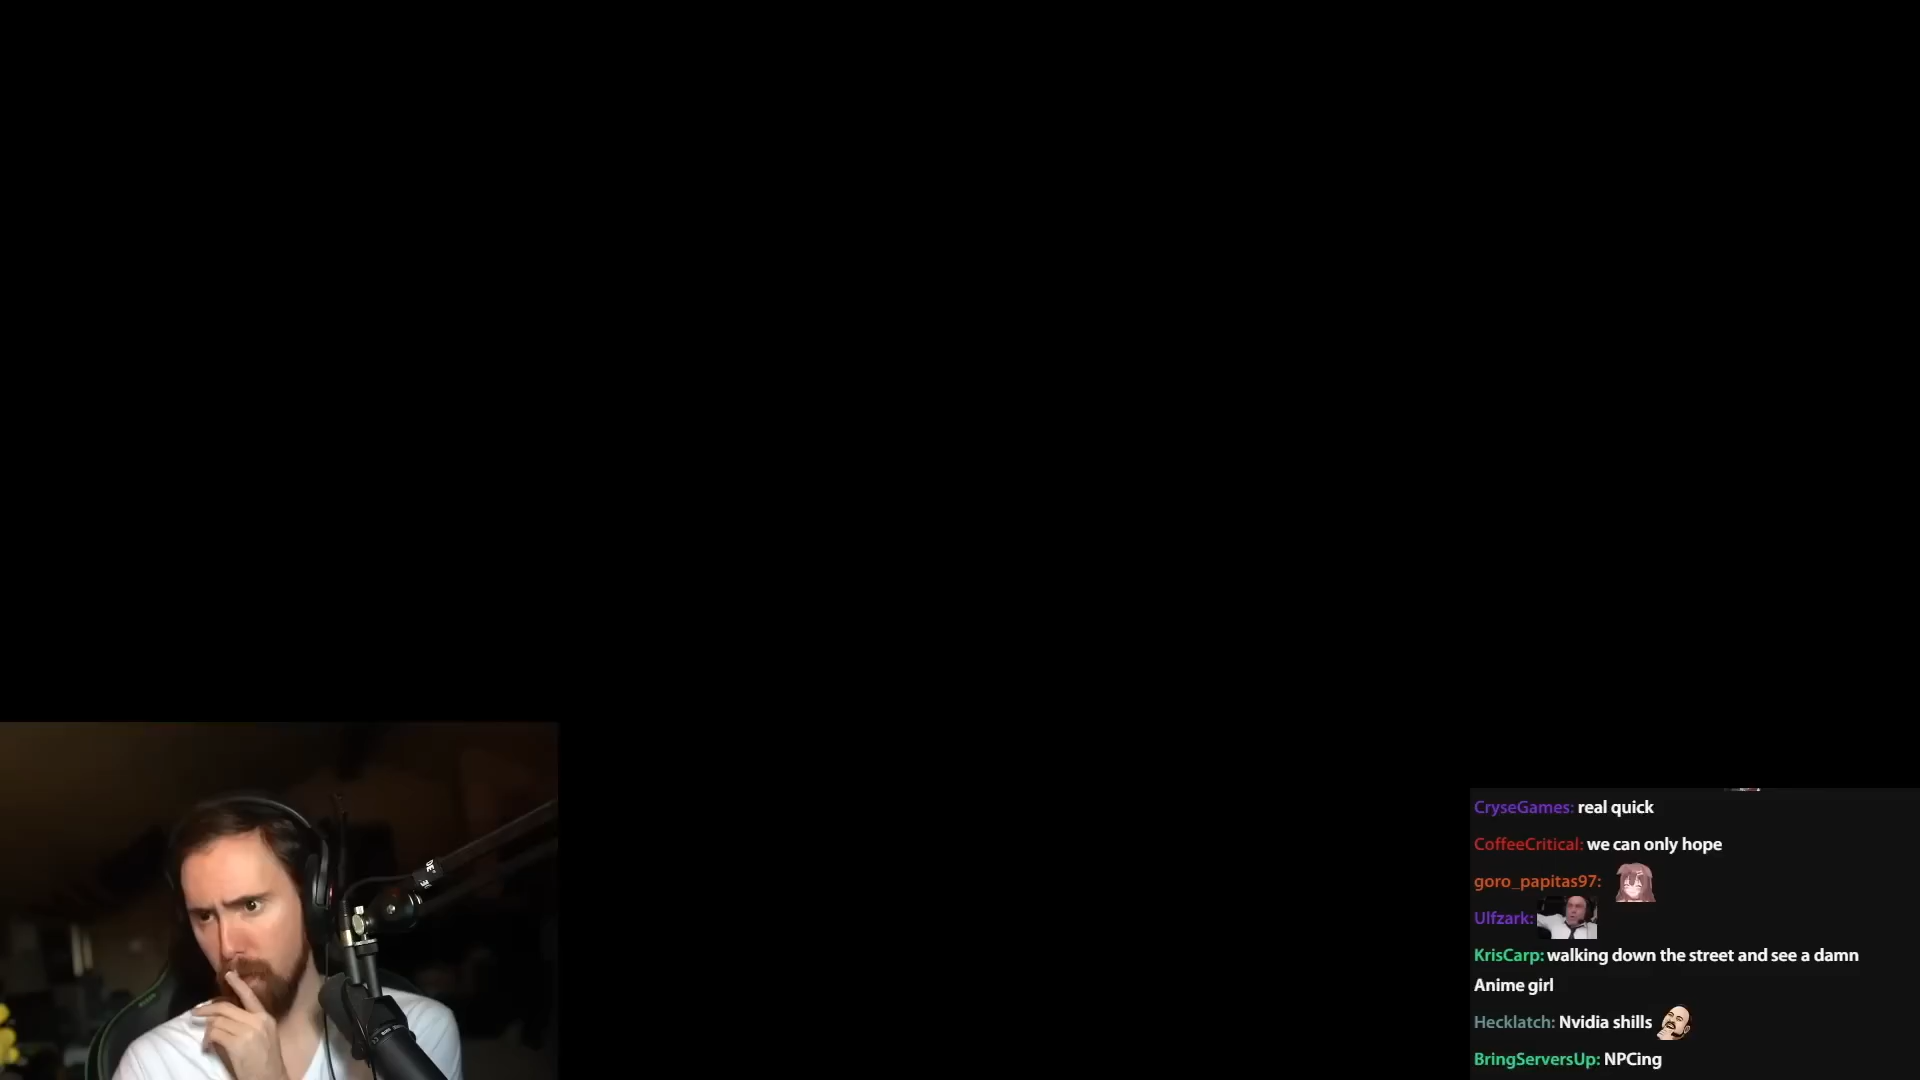 CryseGames: real quick
CoffeeCritical: we can only hope
goro_papitas97:
Ulfzark:
KrisCarp: walking down the street and see a damn
Anime girl
Hecklatch: Nvidia shills
BringServersUp: NPCing